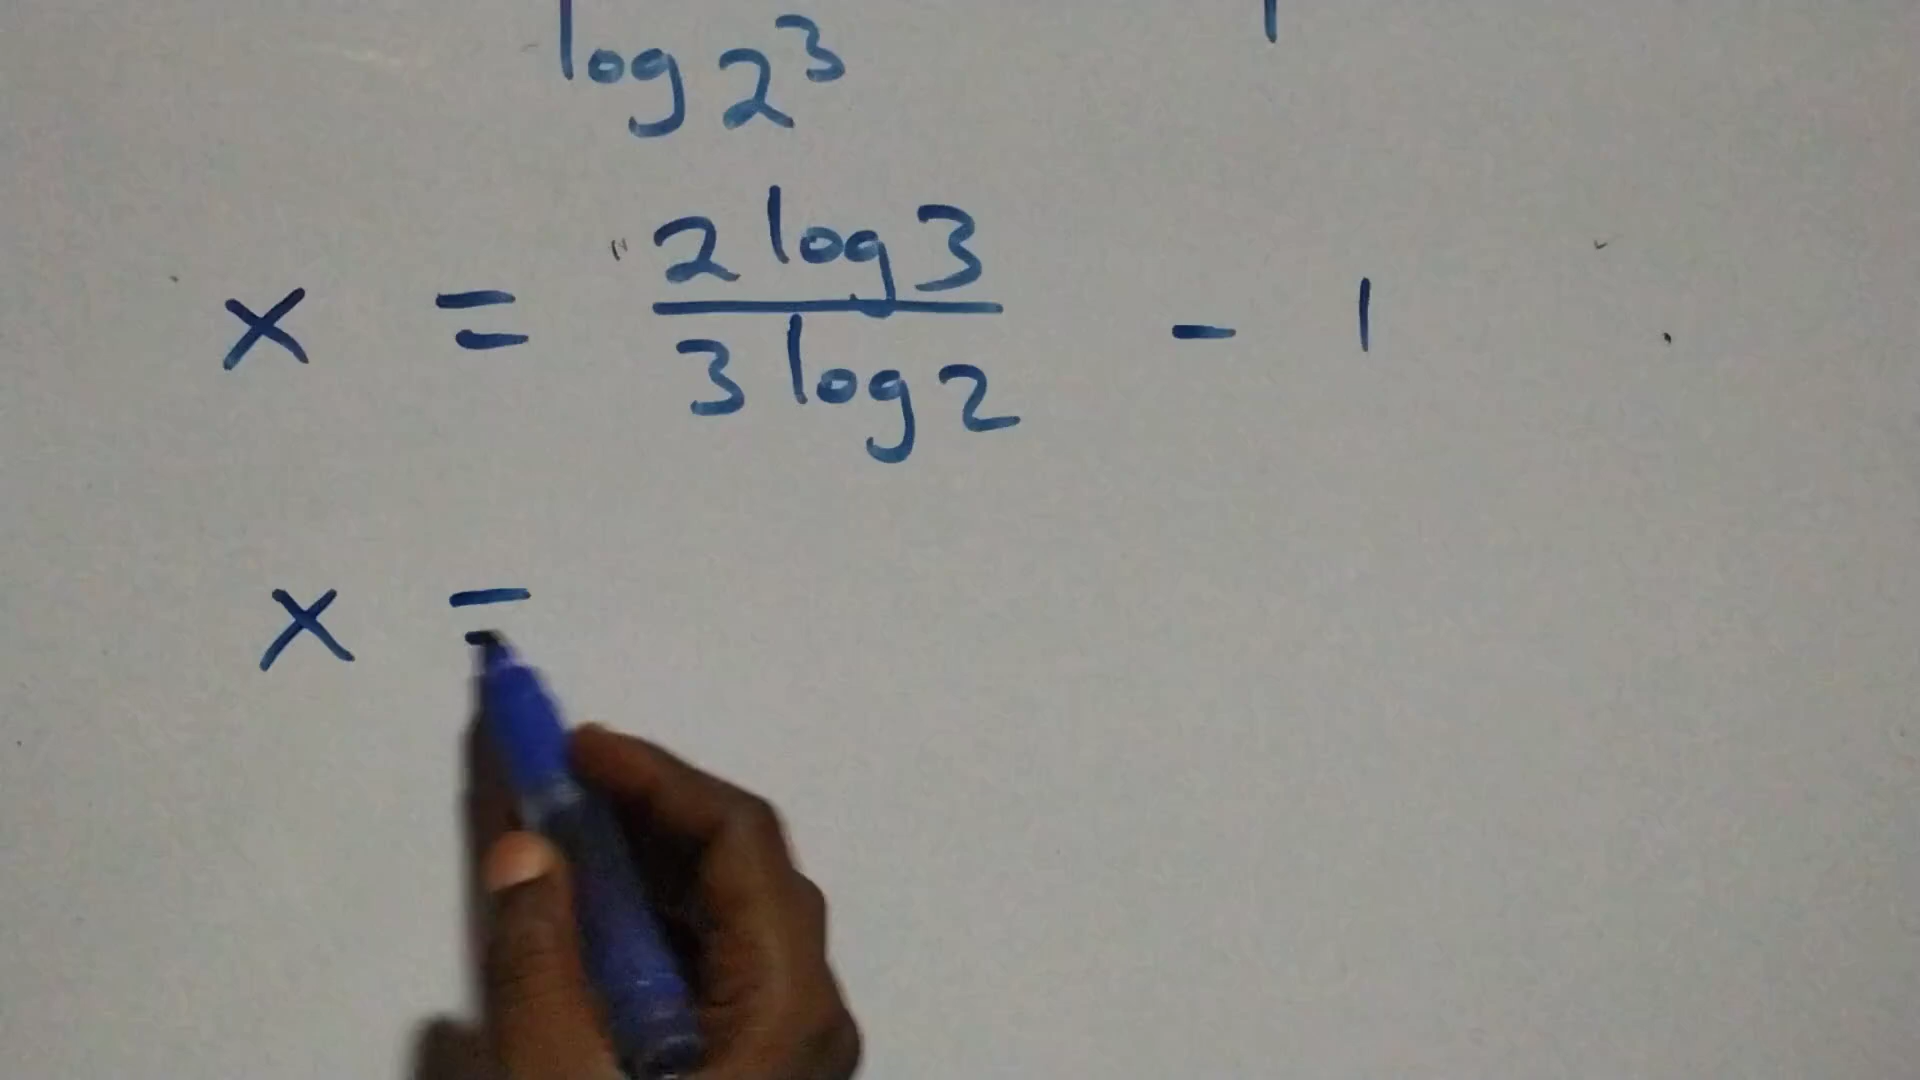 log 2³
x = 2 log 3 / 3 log 2 - 1
x =